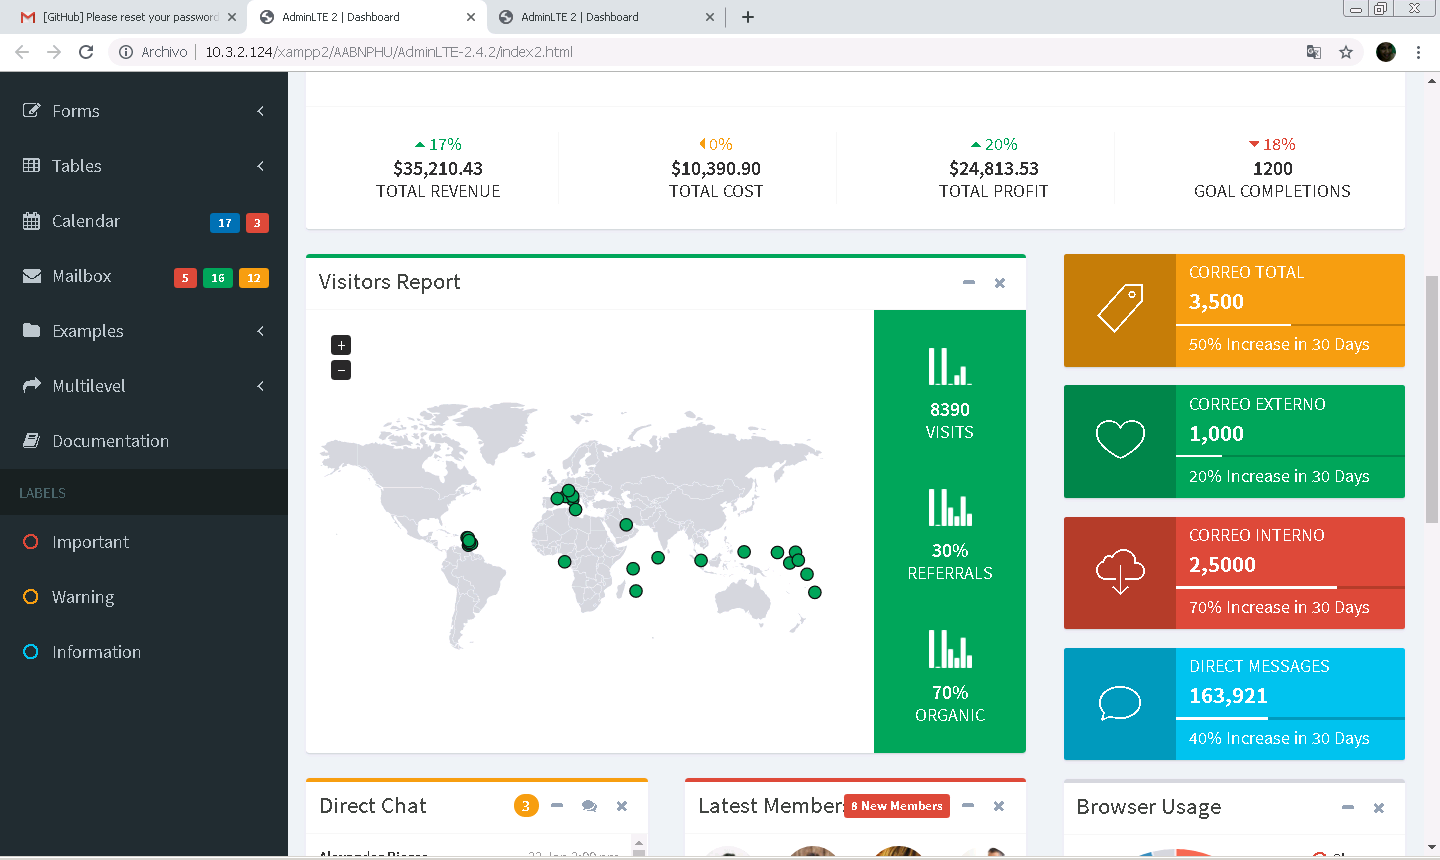 [GitHub] Please reset your password
AdminLTE 2 | Dashboard
AdminLTE 2 | Dashboard
Archivo | 10.3.2.124/xampp2/AABNPHU/AdminLTE-2.4.2/index2.html
Forms
Tables
Calendar 17 3
Mailbox 5 16 12
Examples
Multilevel
Documentation
LABELS
Important
Warning
Information
17%
$35,210.43
TOTAL REVENUE
0%
$10,390.90
TOTAL COST
20%
$24,813.53
TOTAL PROFIT
18%
1200
GOAL COMPLETIONS
Visitors Report
+
−
8390
VISITS
30%
REFERRALS
70%
ORGANIC
CORREO TOTAL
3,500
50% Increase in 30 Days
CORREO EXTERNO
1,000
20% Increase in 30 Days
CORREO INTERNO
2,5000
70% Increase in 30 Days
DIRECT MESSAGES
163,921
40% Increase in 30 Days
Direct Chat 3
Latest Members 8 New Members
Browser Usage